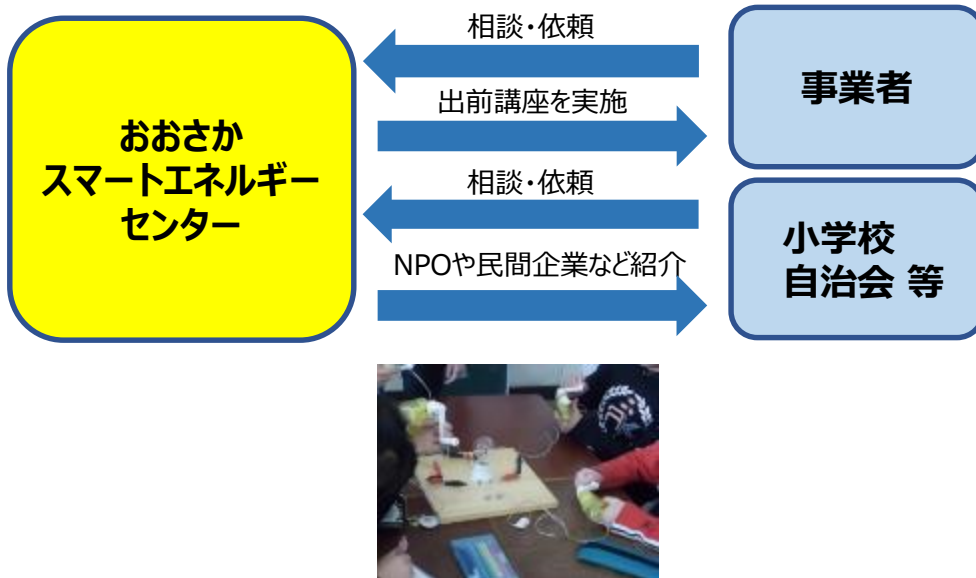 おおさか
スマートエネルギー
センター
相談・依頼
出前講座を実施
相談・依頼
NPOや民間企業など紹介
事業者
小学校
自治会 等